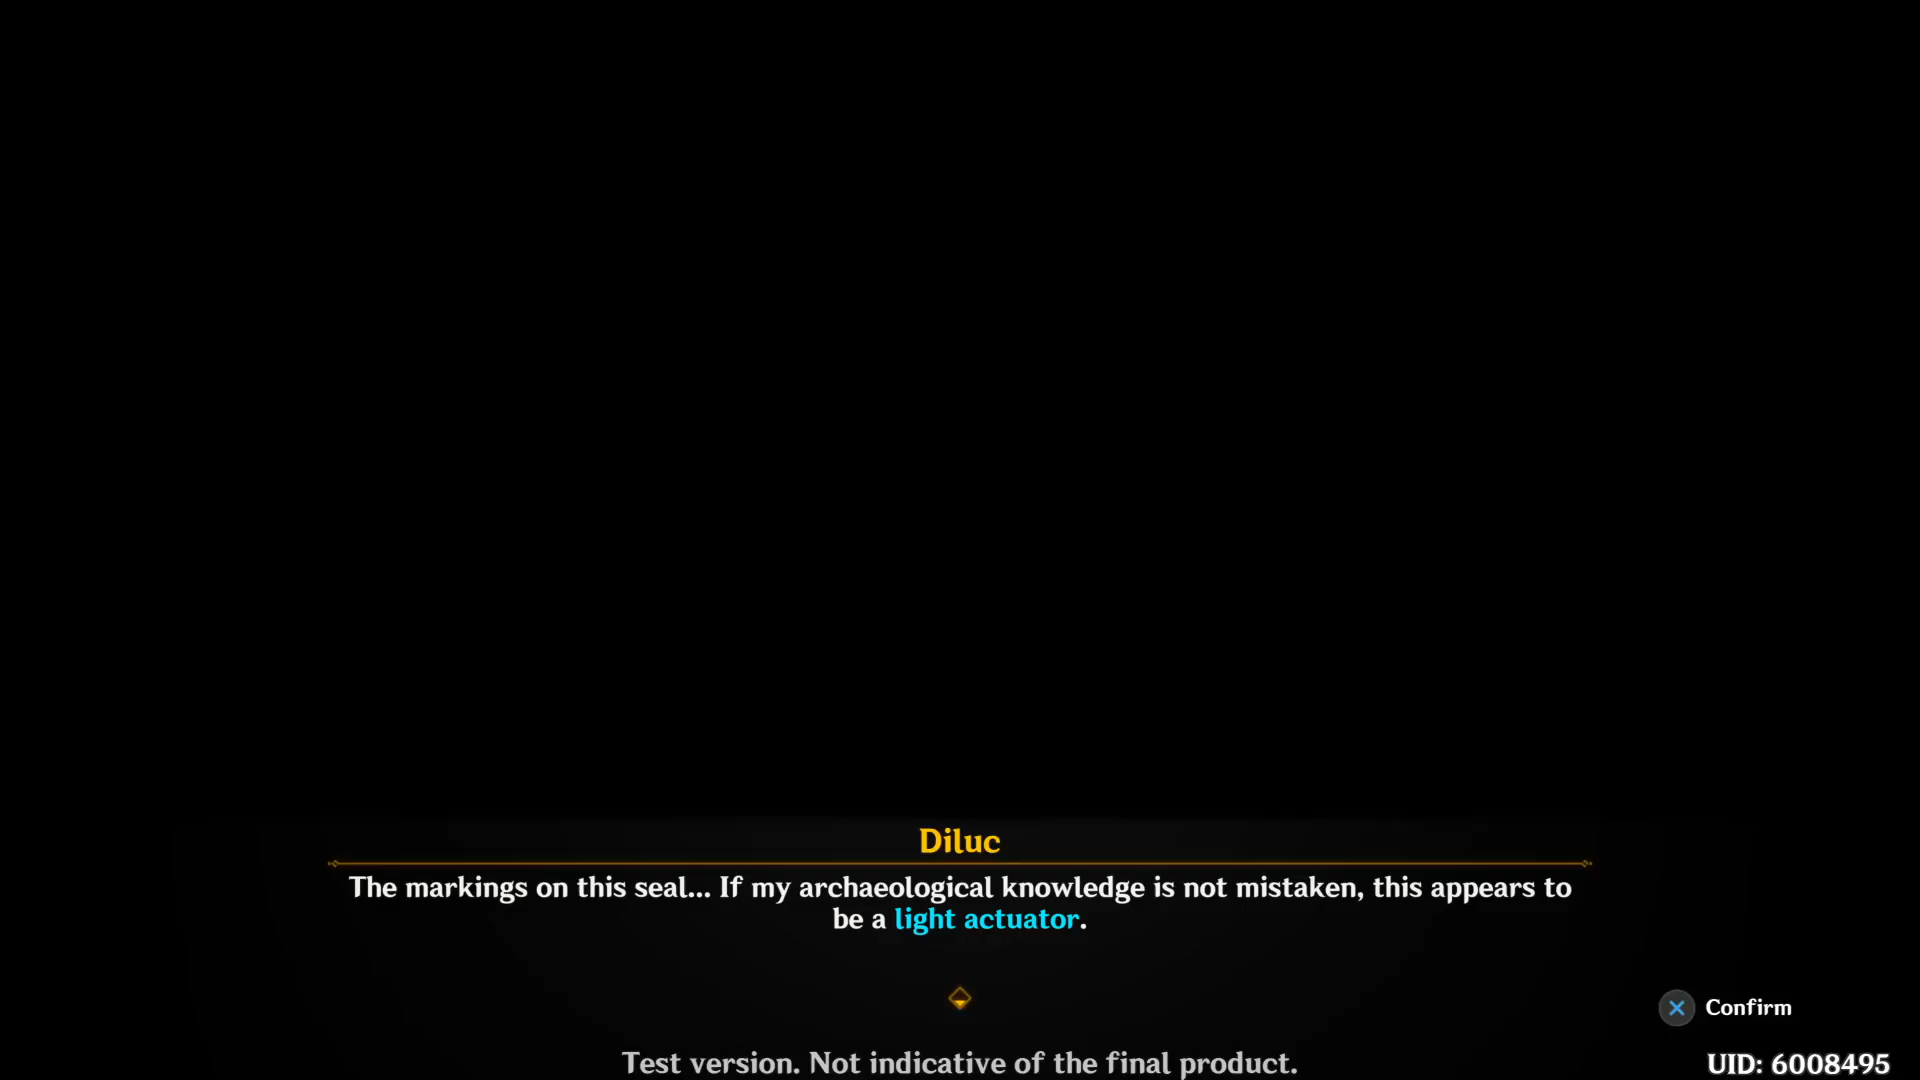 Diluc
The markings on this seal... If my archaeological knowledge is not mistaken, this appears to
be a light actuator.
Confirm
Test version. Not indicative of the final product.
UID: 6008495